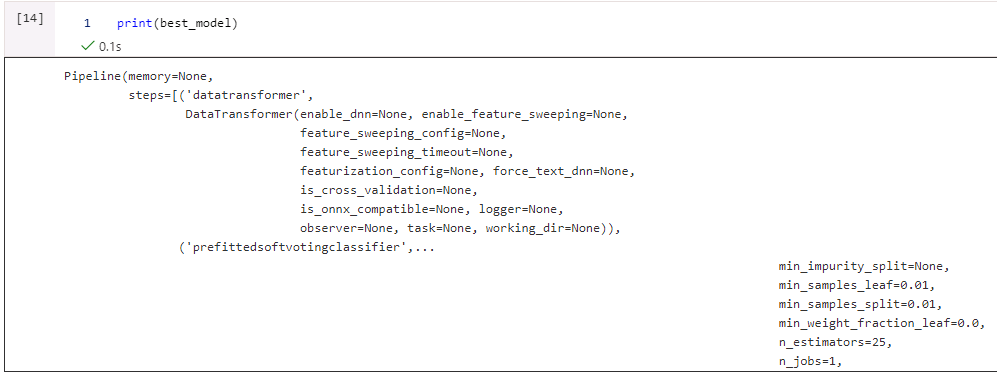 [14]
1 print(best_model)
0.1s
Pipeline(memory=None,
steps=[('datatransformer',
DataTransformer(enable_dnn=None, enable_feature_sweeping=None,
feature_sweeping_config=None,
feature_sweeping_timeout=None,
featurization_config=None, force_text_dnn=None,
is_cross_validation=None,
is_onnx_compatible=None, logger=None,
observer=None, task=None, working_dir=None)),
('prefittedsoftvotingclassifier',...
min_impurity_split=None,
min_samples_leaf=0.01,
min_samples_split=0.01,
min_weight_fraction_leaf=0.0,
n_estimators=25,
n_jobs=1,